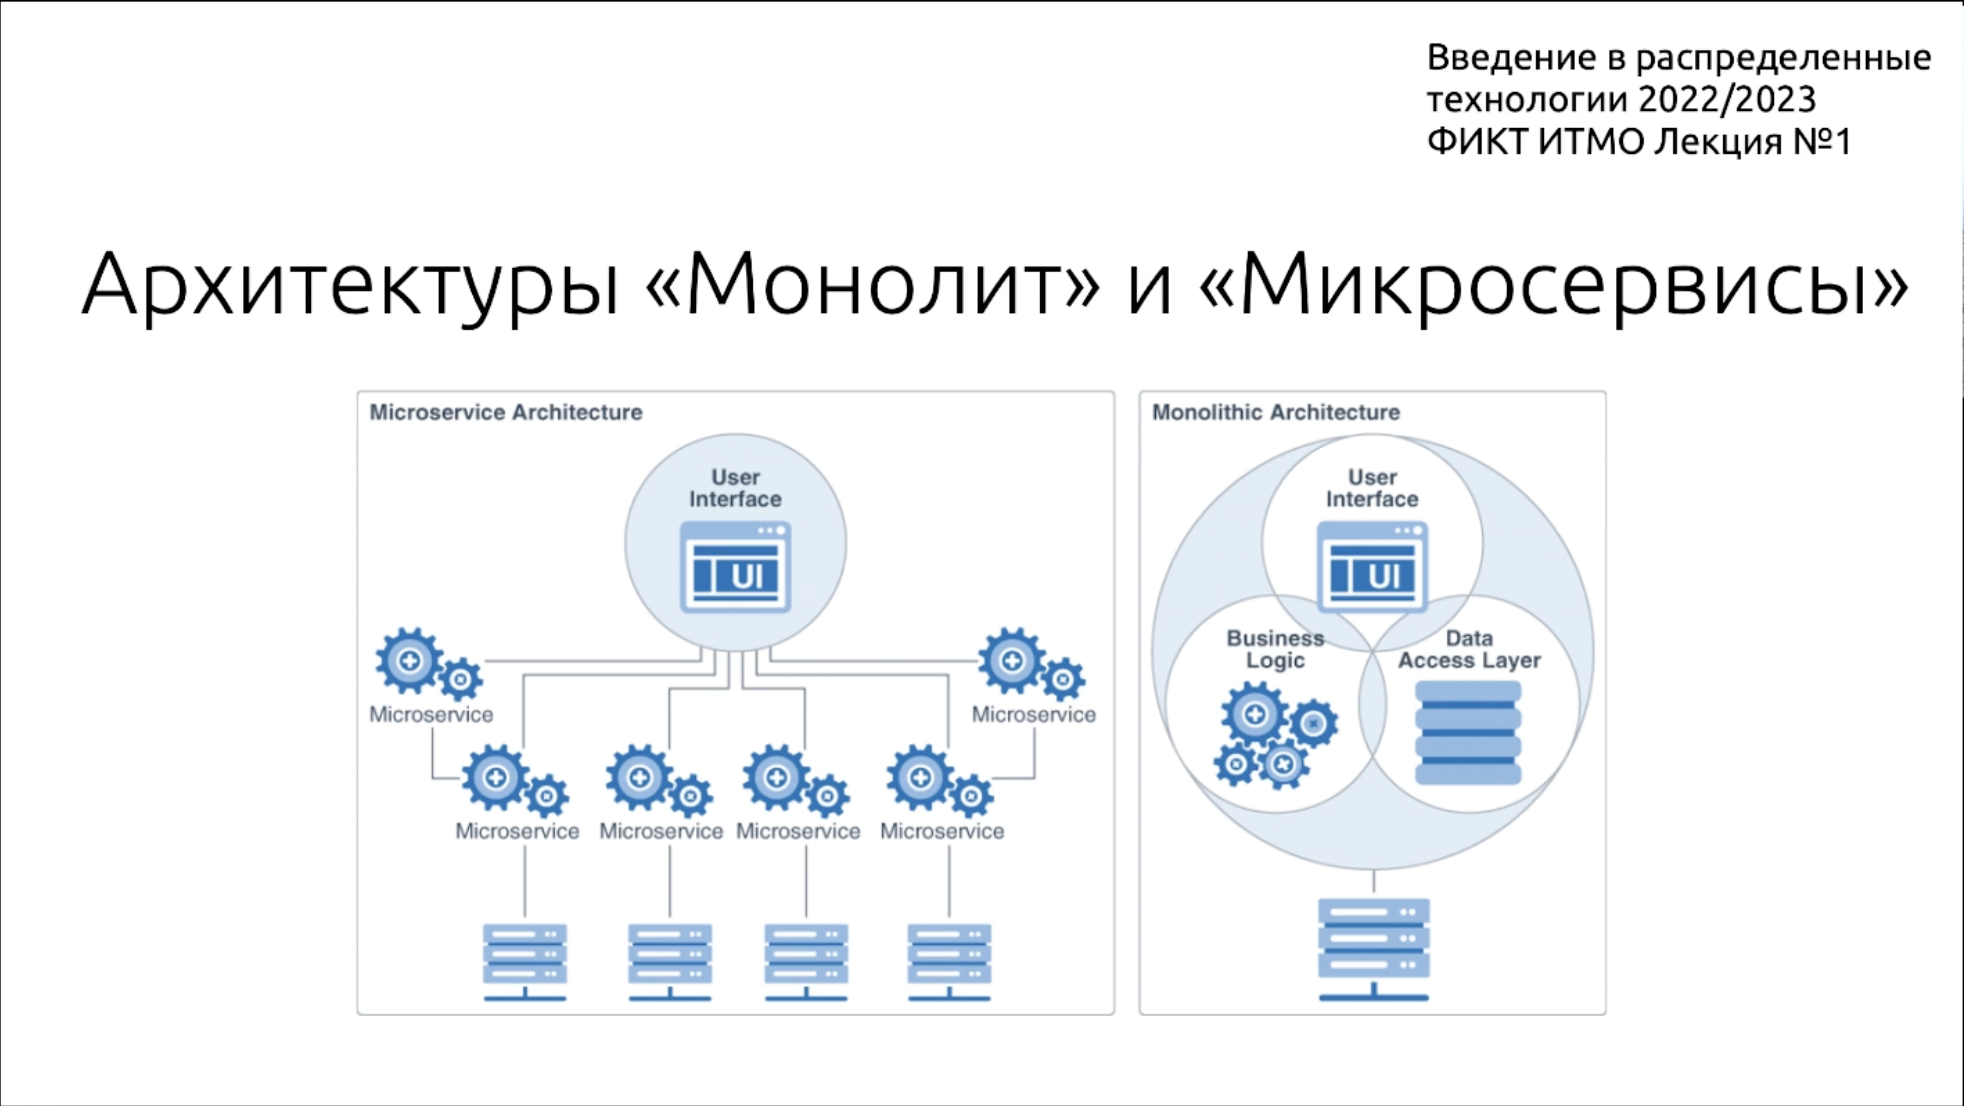 Введение в распределенные
технологии 2022/2023
ФИКТ ИТМО Лекция №1
Архитектуры «Монолит» и «Микросервисы»
Microservice Architecture
User
Interface
UI
Microservice
Microservice
Microservice
Microservice
Microservice
Microservice
Monolithic Architecture
User
Interface
UI
Business
Logic
Data
Access Layer